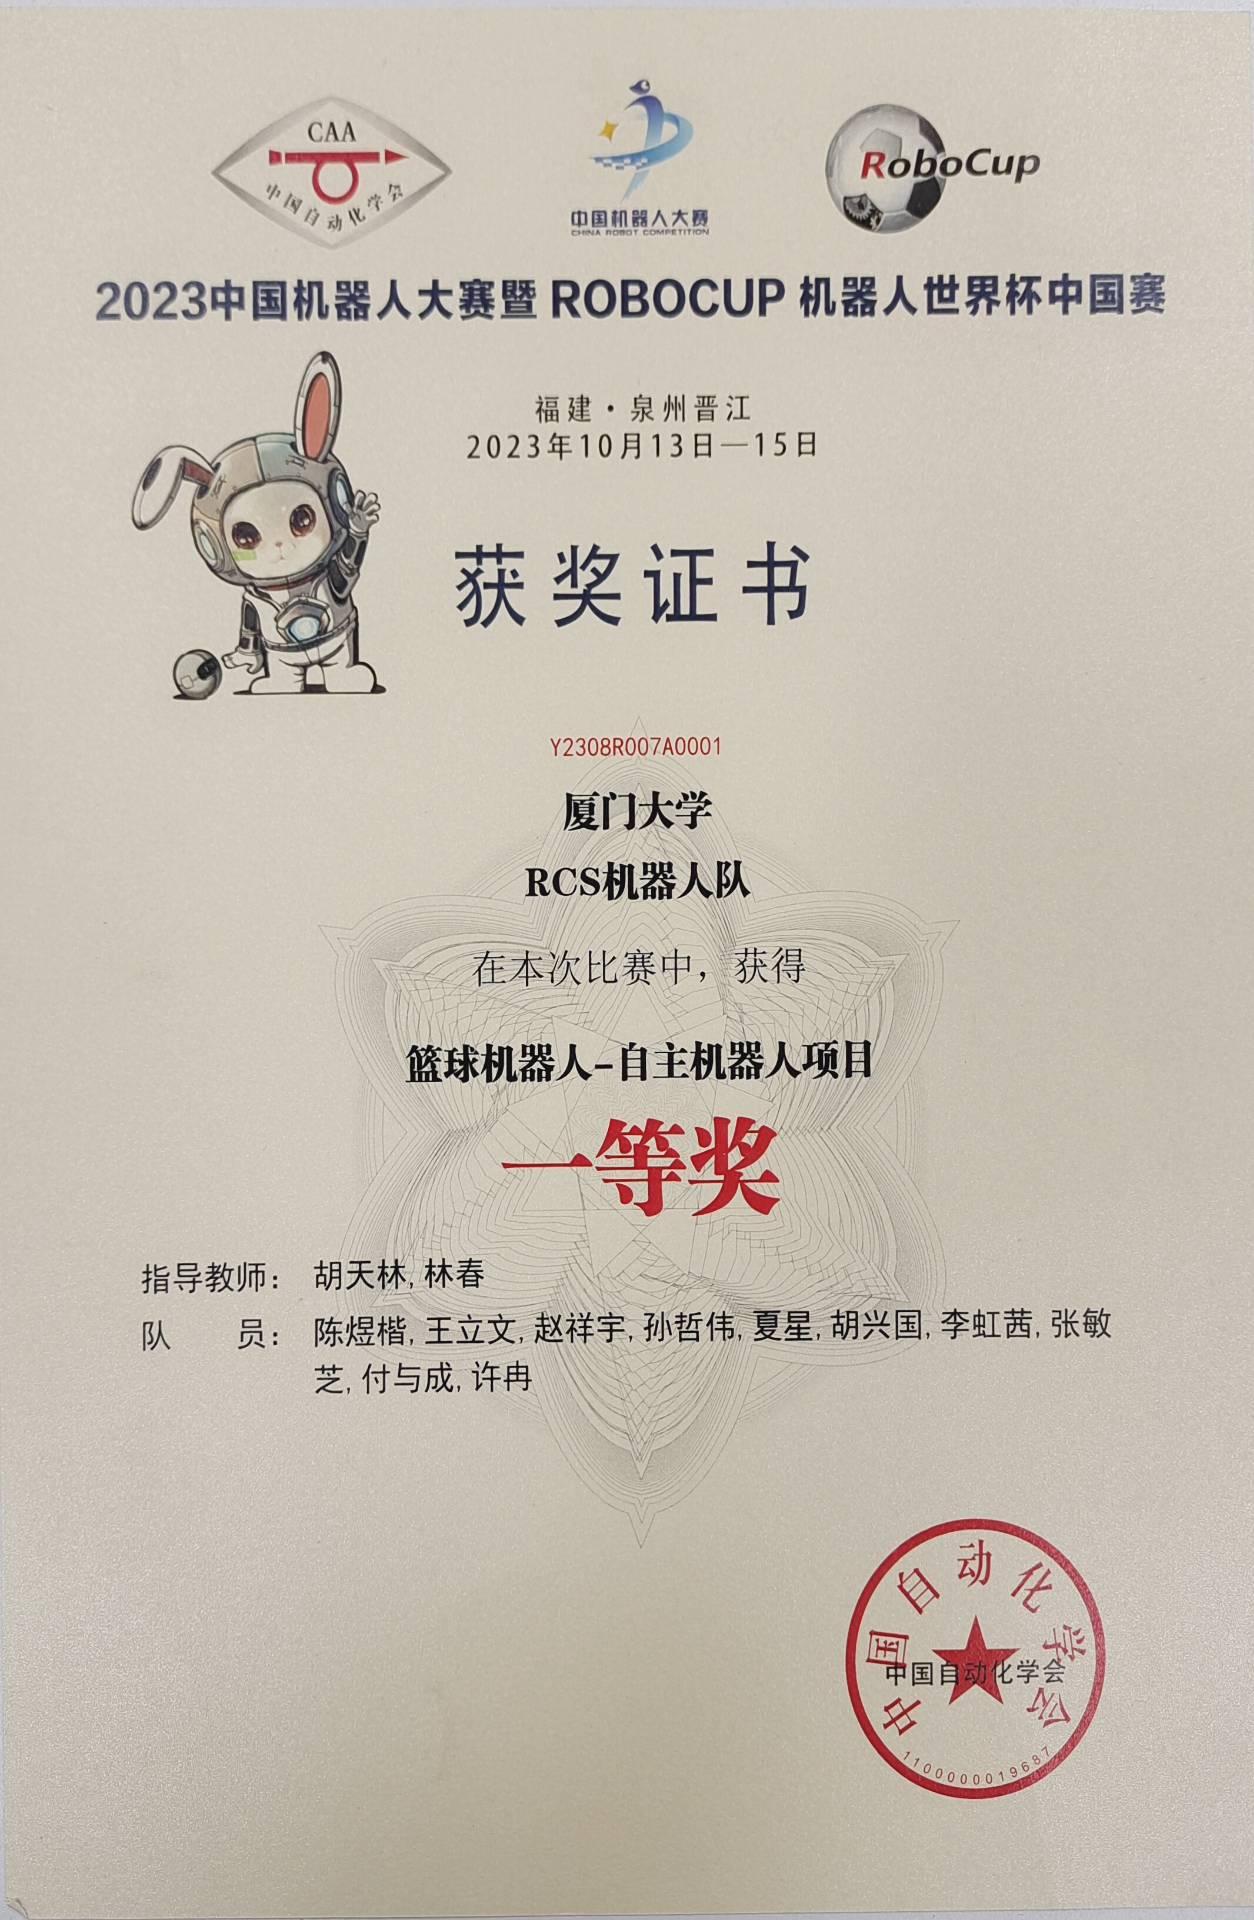 CAA
中国自动化学会
中国机器人大赛
CHINA ROBOT COMPETITION
RoboCup
2023中国机器人大赛暨 ROBOCUP 机器人世界杯中国赛
福建·泉州晋江
2023年10月13日—15日
获奖证书
Y2308R007A0001
厦门大学
RCS机器人队
在本次比赛中，获得
篮球机器人-自主机器人项目
一等奖
指导教师： 胡天林, 林春
队 员： 陈煜楷, 王立文, 赵祥宇, 孙哲伟, 夏星, 胡兴国, 李虹茜, 张敏
芝, 付与成, 许冉
中国自动化学会
中国自动化学会
1100000019687